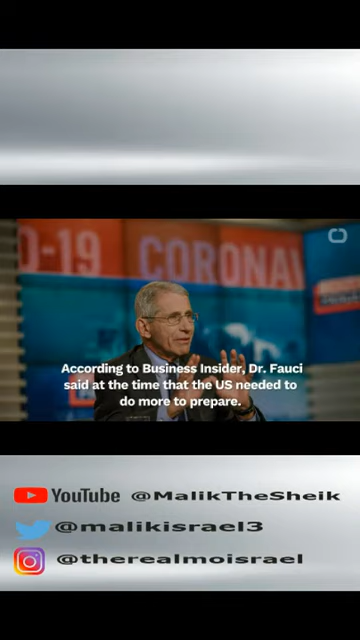 D-19
CORONAVI
According to Business Insider, Dr. Fauci
said at the time that the US needed to
do more to prepare.
YouTube @MalikTheSheik
@malikisrael3
@therealmoisrael